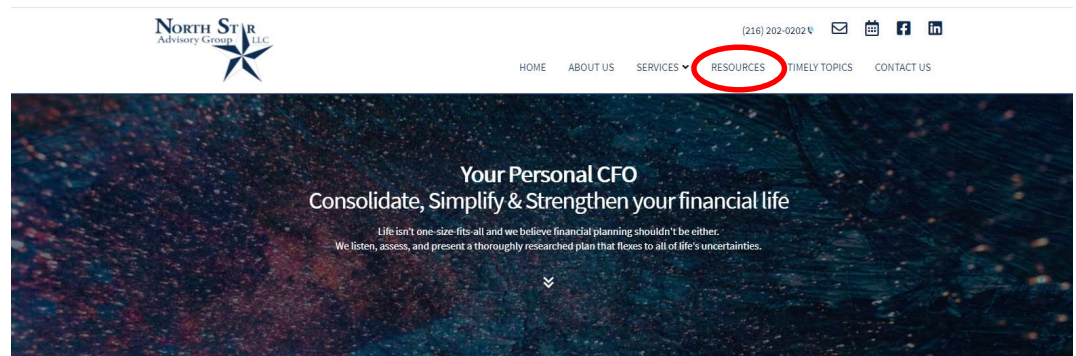 NORTH STAR
Advisory Group LLC
(216) 202-0202
HOME ABOUT US SERVICES RESOURCES TIMELY TOPICS CONTACT US
Your Personal CFO
Consolidate, Simplify & Strengthen your financial life
Life isn't one-size-fits-all and we believe financial planning shouldn't be either.
We listen, assess, and present a thoroughly researched plan that flexes to all of life's uncertainties.